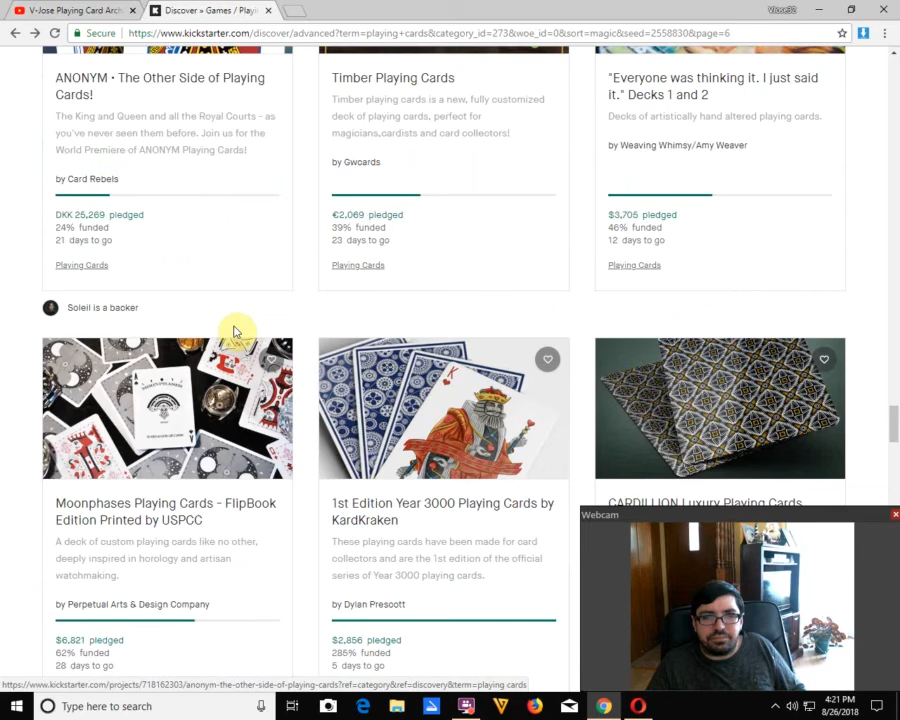 V-Jose Playing Card Arch
Discover » Games / Playin
Vjose32
Secure
https://www.kickstarter.com/discover/advanced?term=playing+cards&category_id=273&woe_id=0&sort=magic&seed=2558830&page=6
ANONYM • The Other Side of Playing
Cards!
The King and Queen and all the Royal Courts - as
you've never seen them before. Join us for the
World Premiere of ANONYM Playing Cards!
by Card Rebels
DKK 25,269 pledged
24% funded
21 days to go
Playing Cards
Timber Playing Cards
Timber playing cards is a new, fully customized
deck of playing cards, perfect for
magicians,cardists and card collectors!
by Gwcards
€2,069 pledged
39% funded
23 days to go
Playing Cards
"Everyone was thinking it. I just said
it." Decks 1 and 2
Decks of artistically hand altered playing cards.
by Weaving Whimsy/Amy Weaver
$3,705 pledged
46% funded
12 days to go
Playing Cards
Soleil is a backer
Moonphases Playing Cards - FlipBook
Edition Printed by USPCC
A deck of custom playing cards like no other,
deeply inspired in horology and artisan
watchmaking.
by Perpetual Arts & Design Company
$6,821 pledged
62% funded
28 days to go
K
1st Edition Year 3000 Playing Cards by
KardKraken
These playing cards have been made for card
collectors and are the 1st edition of the official
series of Year 3000 playing cards.
by Dylan Prescott
$2,856 pledged
285% funded
5 days to go
CARDILLION Luxury Playing Cards
Webcam
https://www.kickstarter.com/projects/718162303/anonym-the-other-side-of-playing-cards?ref=category&ref=discovery&term=playing cards
Type here to search
4:21 PM
8/26/2018